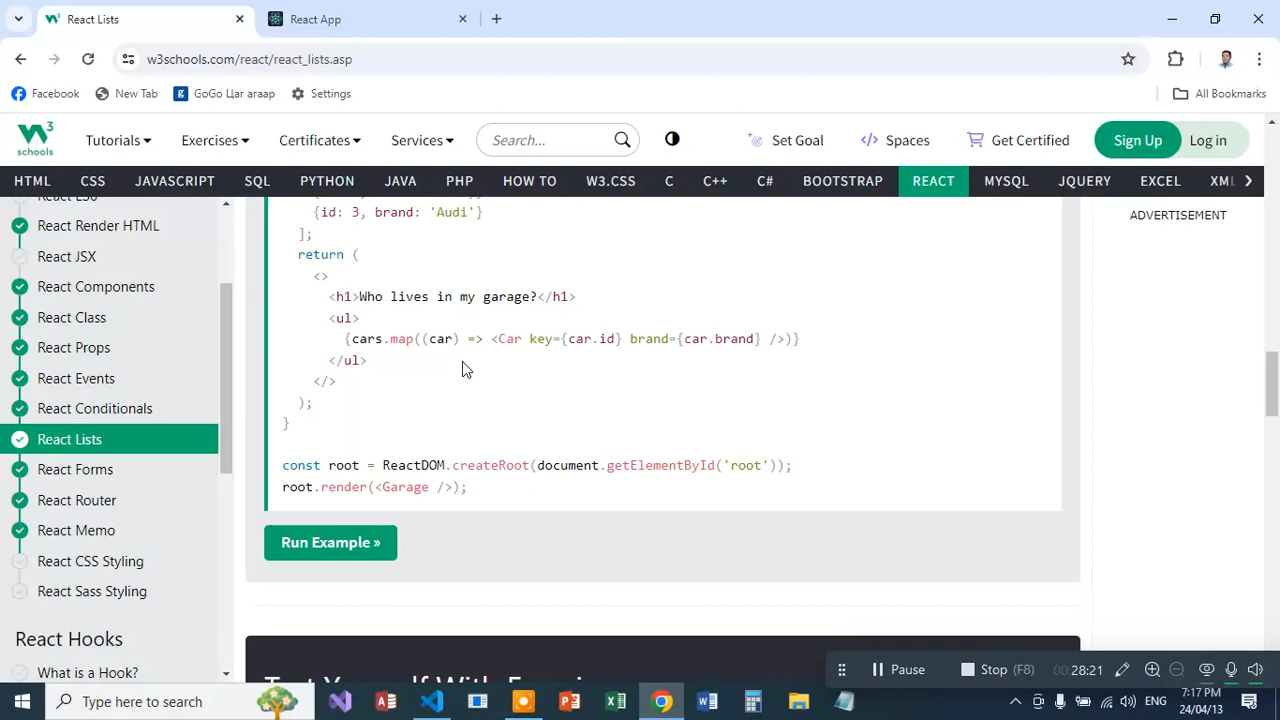 React Lists
React App
w3schools.com/react/react_lists.asp
Facebook
New Tab
GoGo Цаг агаар
Settings
All Bookmarks
W3
schools
Tutorials
Exercises
Certificates
Services
Search...
Set Goal
Spaces
Get Certified
Sign Up
Log in
HTML
CSS
JAVASCRIPT
SQL
PYTHON
JAVA
PHP
HOW TO
W3.CSS
C
C++
C#
BOOTSTRAP
REACT
MYSQL
JQUERY
EXCEL
XML
React ES6
React Render HTML
React JSX
React Components
React Class
React Props
React Events
React Conditionals
React Lists
React Forms
React Router
React Memo
React CSS Styling
React Sass Styling
React Hooks
What is a Hook?
{id: 3, brand: 'Audi'}
];
return (
<>
<h1>Who lives in my garage?</h1>
<ul>
{cars.map((car) => <Car key={car.id} brand={car.brand} />)}
</ul>
</>
);
}
const root = ReactDOM.createRoot(document.getElementById('root'));
root.render(<Garage />);
Run Example »
ADVERTISEMENT
Pause
Stop (F8)
00:28:21
Type here to search
ENG
7:17 PM
24/04/13